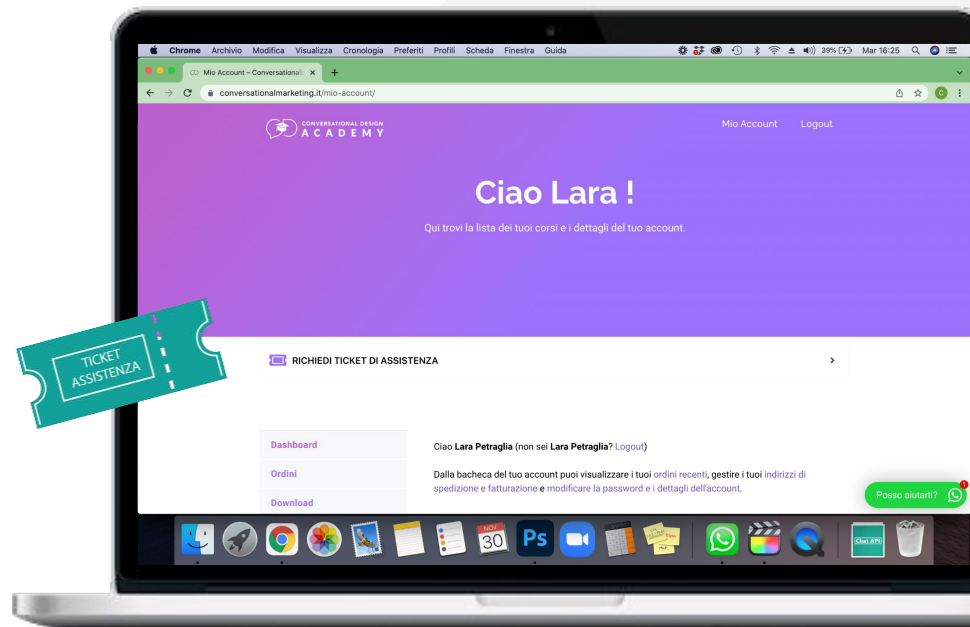 Chrome Archivio Modifica Visualizza Cronologia Preferiti Profili Scheda Finestra Guida 39% Mar 16:25
Mio Account – Conversational
conversationalmarketing.it/mio-account/
C
CONVERSATIONAL DESIGN
ACADEMY
Mio Account Logout
Ciao Lara !
Qui trovi la lista dei tuoi corsi e i dettagli del tuo account.
TICKET
ASSISTENZA
RICHIEDI TICKET DI ASSISTENZA
Dashboard
Ordini
Download
Ciao Lara Petraglia (non sei Lara Petraglia? Logout)
Dalla bacheca del tuo account puoi visualizzare i tuoi ordini recenti, gestire i tuoi indirizzi di
spedizione e fatturazione e modificare la password e i dettagli dell'account.
Posso aiutarti?
1
NOV
30
Ps
Chat API